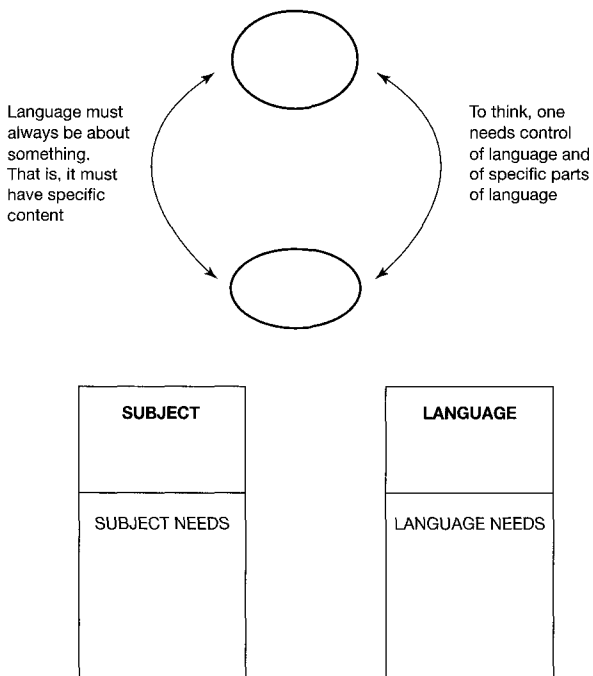 Language must
always be about
something.
That is, it must
have specific
content
To think, one
needs control
of language and
of specific parts
of language
SUBJECT
LANGUAGE
SUBJECT NEEDS
LANGUAGE NEEDS